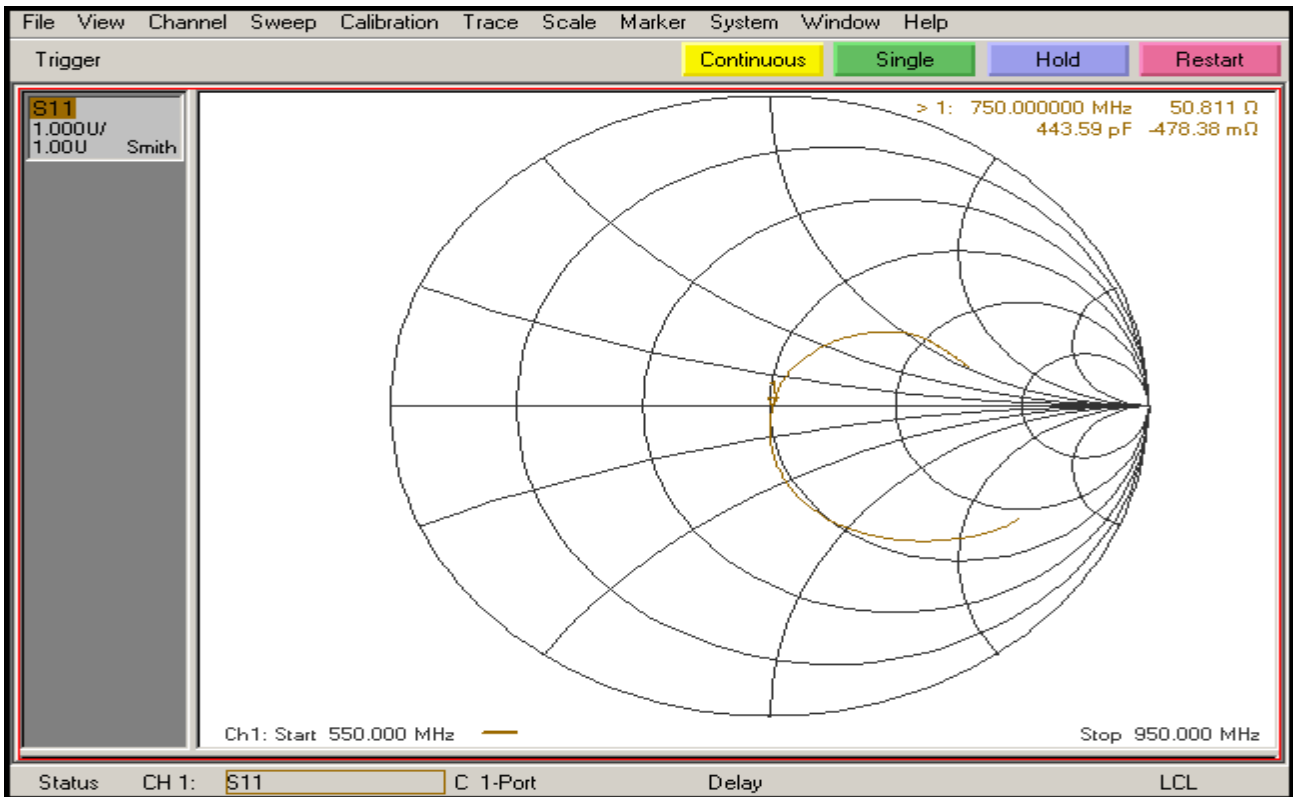 File View Channel Sweep Calibration Trace Scale Marker System Window Help
Trigger Continuous Single Hold Restart
S11
1.000U/
1.00U Smith
> 1: 750.000000 MHz 50.811 Ω
443.59 pF -478.38 mΩ
Ch1: Start 550.000 MHz Stop 950.000 MHz
Status CH 1: S11 C 1-Port Delay LCL